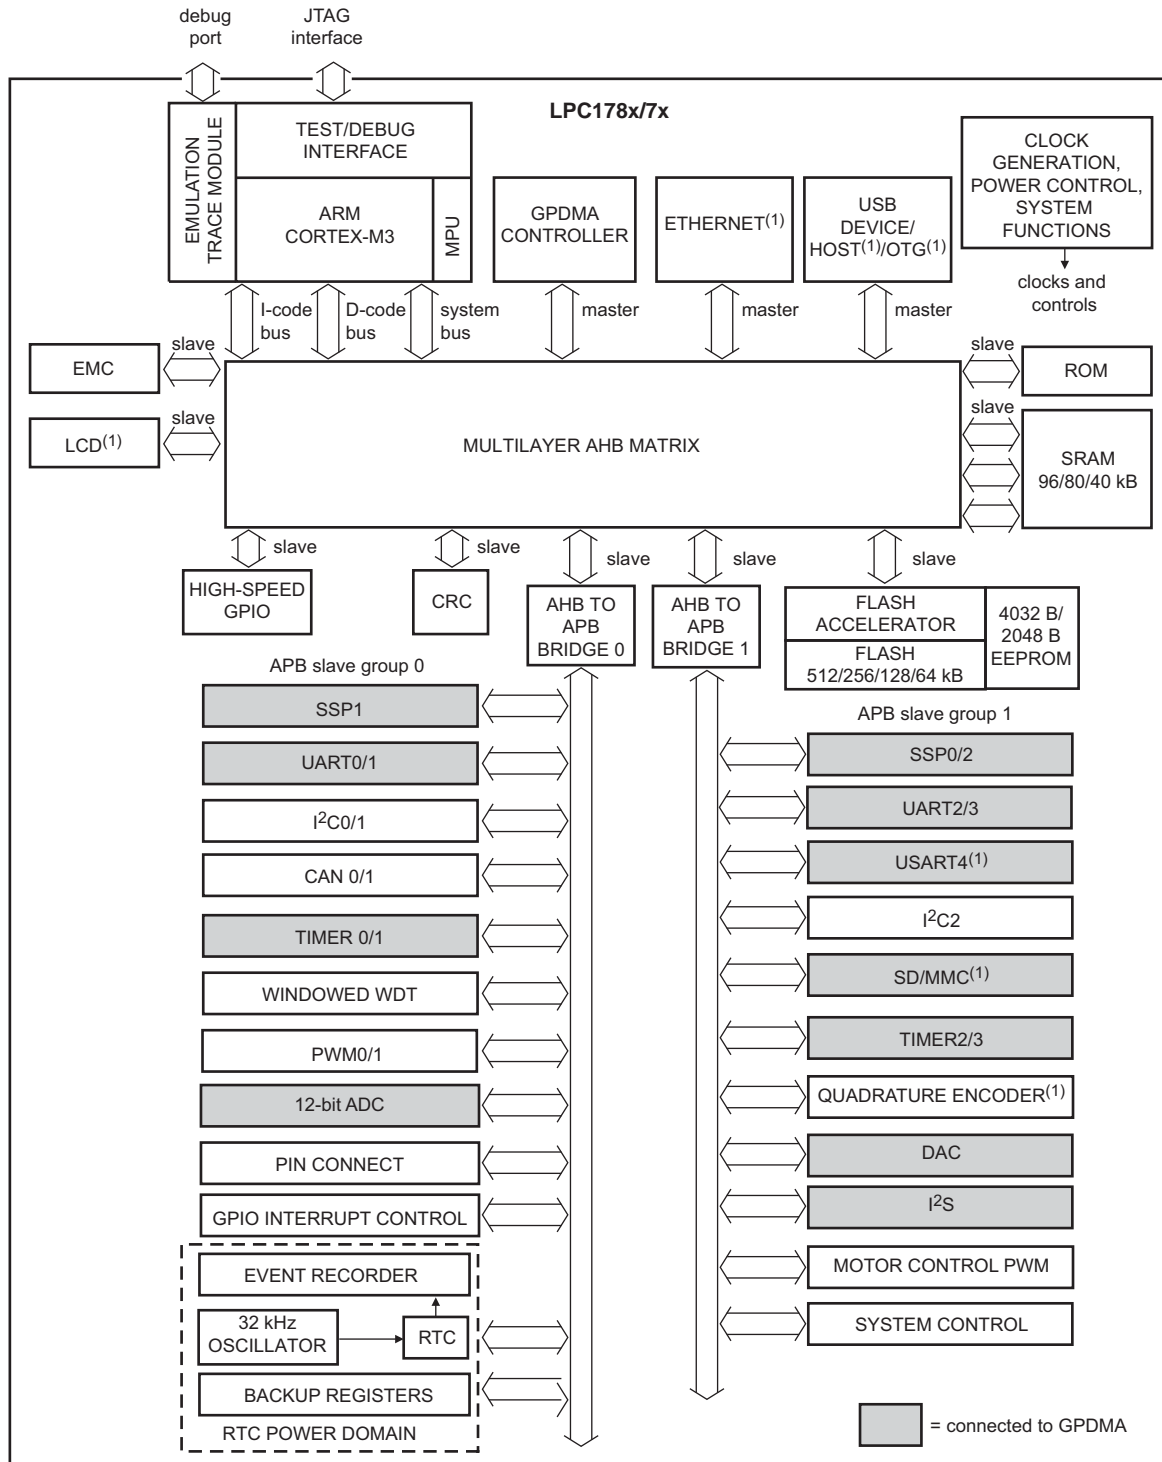 debug
port
JTAG
interface
LPC178x/7x
EMULATION
TRACE MODULE
TEST/DEBUG
INTERFACE
ARM
CORTEX-M3
MPU
GPDMA
CONTROLLER
ETHERNET(1)
USB
DEVICE/
HOST(1)/OTG(1)
CLOCK
GENERATION,
POWER CONTROL,
SYSTEM
FUNCTIONS
clocks and
controls
I-code
bus
D-code
bus
system
bus
master
master
master
EMC
slave
LCD(1)
slave
MULTILAYER AHB MATRIX
slave
ROM
slave
SRAM
96/80/40 kB
slave
slave
slave
slave
slave
HIGH-SPEED
GPIO
CRC
AHB TO
APB
BRIDGE 0
AHB TO
APB
BRIDGE 1
FLASH
ACCELERATOR
FLASH
512/256/128/64 kB
4032 B/
2048 B
EEPROM
APB slave group 0
SSP1
UART0/1
I2C0/1
CAN 0/1
TIMER 0/1
WINDOWED WDT
PWM0/1
12-bit ADC
PIN CONNECT
GPIO INTERRUPT CONTROL
EVENT RECORDER
32 kHz
OSCILLATOR
RTC
BACKUP REGISTERS
RTC POWER DOMAIN
APB slave group 1
SSP0/2
UART2/3
USART4(1)
I2C2
SD/MMC(1)
TIMER2/3
QUADRATURE ENCODER(1)
DAC
I2S
MOTOR CONTROL PWM
SYSTEM CONTROL
= connected to GPDMA